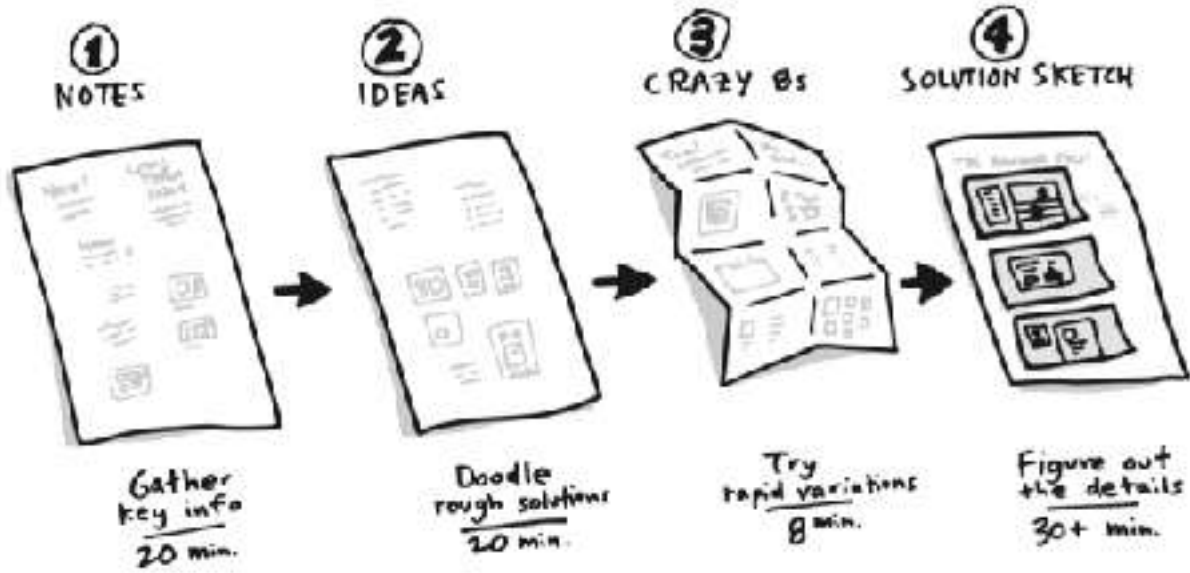 1
NOTES
2
IDEAS
3
CRAZY 8s
4
SOLUTION SKETCH
Gather
key info
20 min.
Doodle
rough solutions
20 min.
Try
rapid variations
8 min.
Figure out
the details
30+ min.